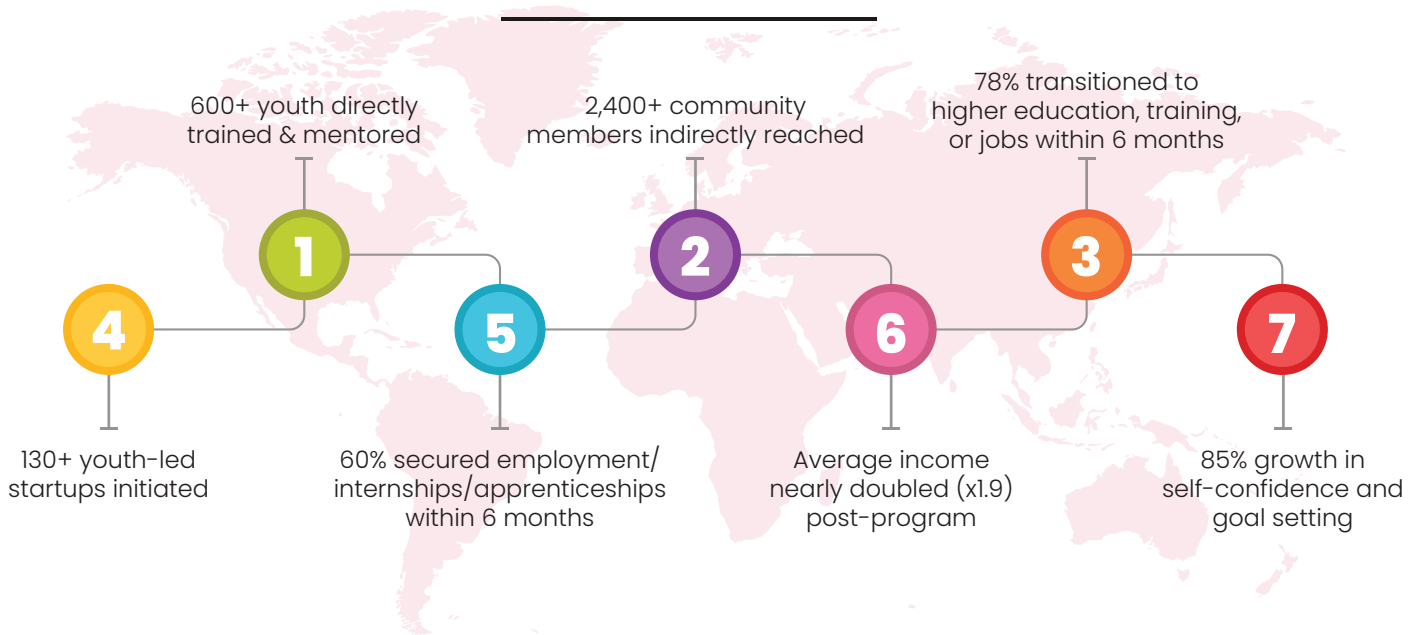 600+ youth directly
trained & mentored
1
2,400+ community
members indirectly reached
2
78% transitioned to
higher education, training,
or jobs within 6 months
3
4
130+ youth-led
startups initiated
5
60% secured employment/
internships/apprenticeships
within 6 months
6
Average income
nearly doubled (x1.9)
post-program
7
85% growth in
self-confidence and
goal setting